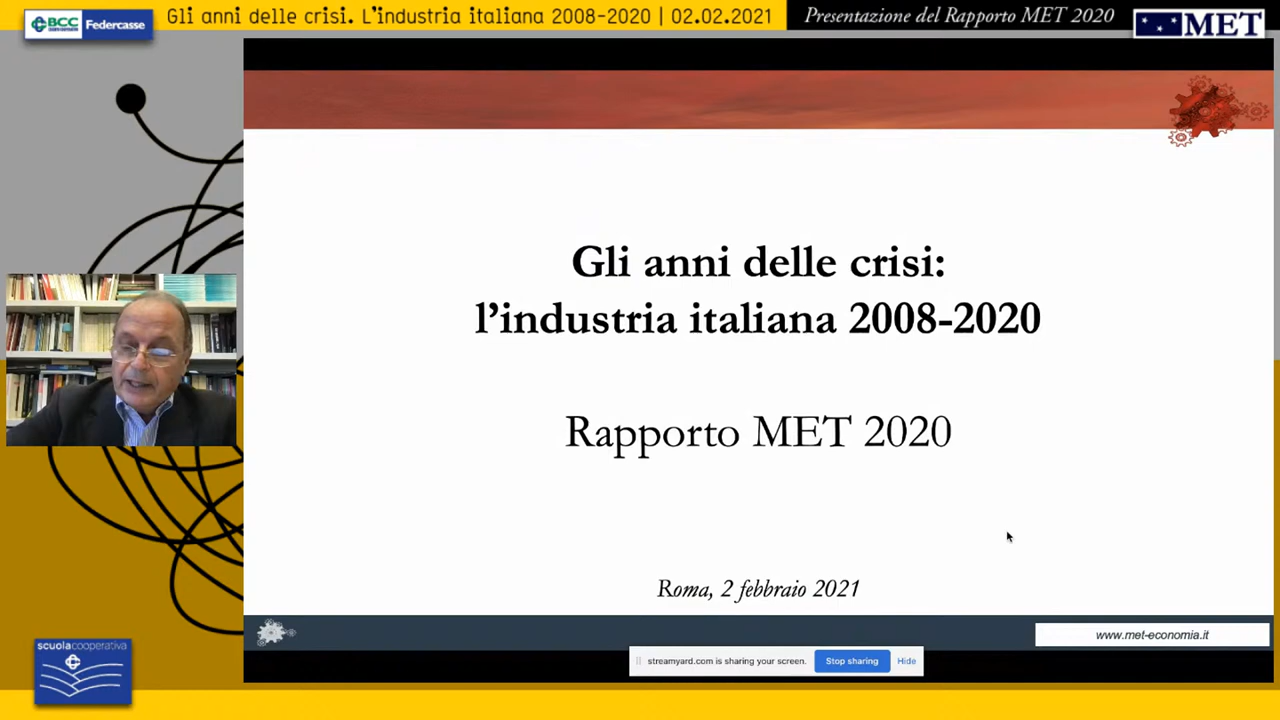 BCC
Federcasse
Gli anni delle crisi. L'industria italiana 2008-2020 | 02.02.2021
Presentazione del Rapporto MET 2020
MET
Gli anni delle crisi:
l'industria italiana 2008-2020
Rapporto MET 2020
Roma, 2 febbraio 2021
www.met-economia.it
streamyard.com is sharing your screen.
Stop sharing
Hide
scuolacooperativa